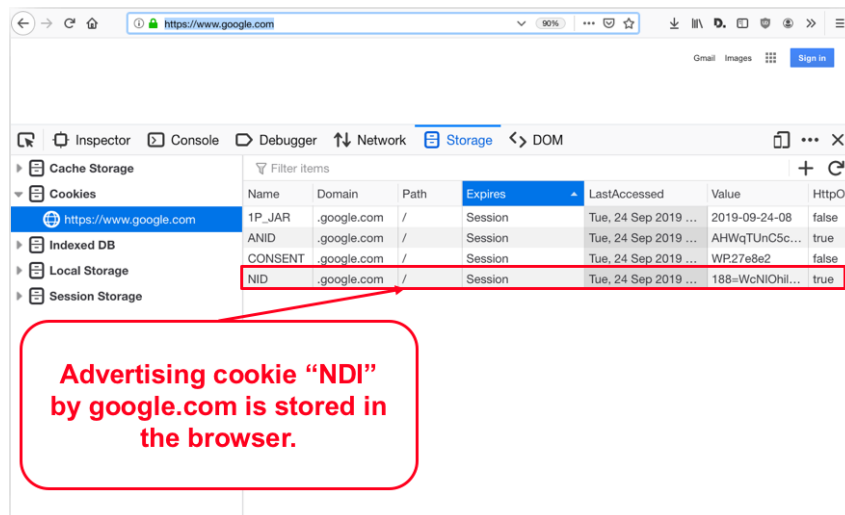 https://www.google.com
90%
Gmail Images Sign in
Inspector Console Debugger Network Storage DOM
Cache Storage
Filter items
Cookies
Name Domain Path Expires LastAccessed Value HttpO
https://www.google.com
1P_JAR .google.com / Session Tue, 24 Sep 2019 ... 2019-09-24-08 false
Indexed DB
ANID .google.com / Session Tue, 24 Sep 2019 ... AHWqTUnC5c... true
CONSENT .google.com / Session Tue, 24 Sep 2019 ... WP.27e8e2 false
Local Storage
NID .google.com / Session Tue, 24 Sep 2019 ... 188=WcNIOhil... true
Session Storage
Advertising cookie “NDI”
by google.com is stored in
the browser.